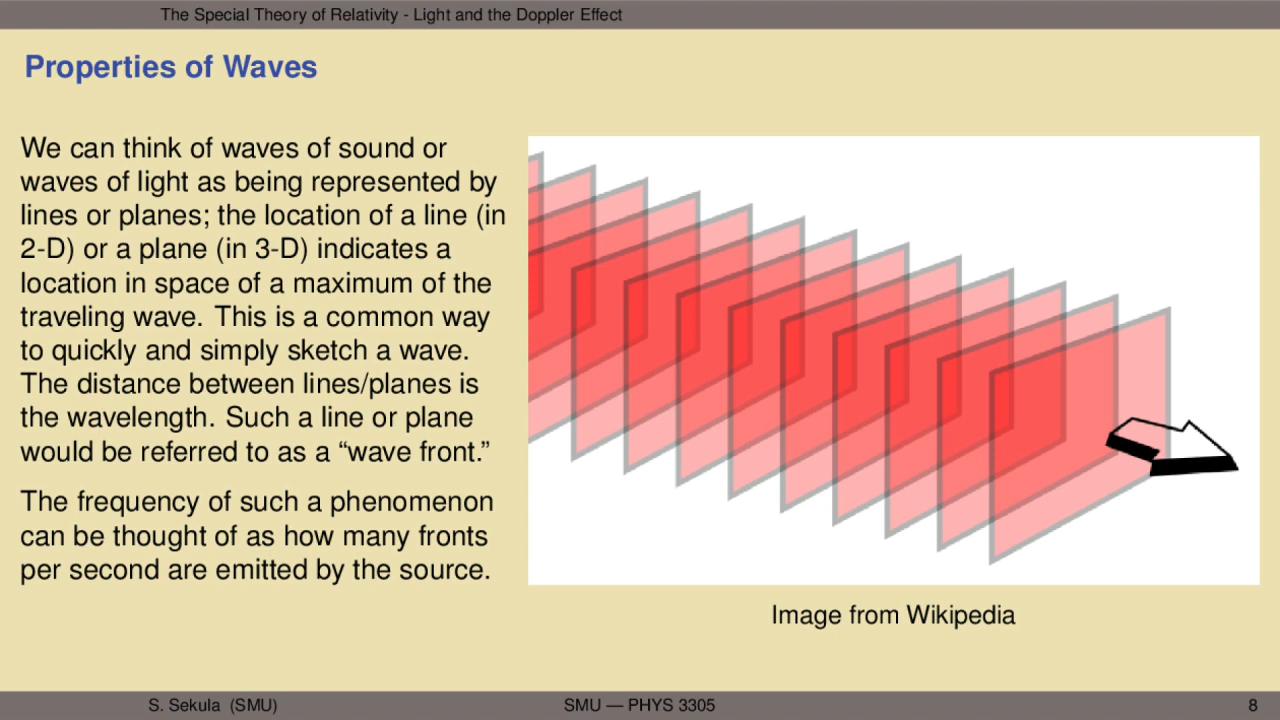 The Special Theory of Relativity - Light and the Doppler Effect
Properties of Waves
We can think of waves of sound or
waves of light as being represented by
lines or planes; the location of a line (in
2-D) or a plane (in 3-D) indicates a
location in space of a maximum of the
traveling wave. This is a common way
to quickly and simply sketch a wave.
The distance between lines/planes is
the wavelength. Such a line or plane
would be referred to as a “wave front.”
The frequency of such a phenomenon
can be thought of as how many fronts
per second are emitted by the source.
Image from Wikipedia
S. Sekula (SMU)
SMU — PHYS 3305
8